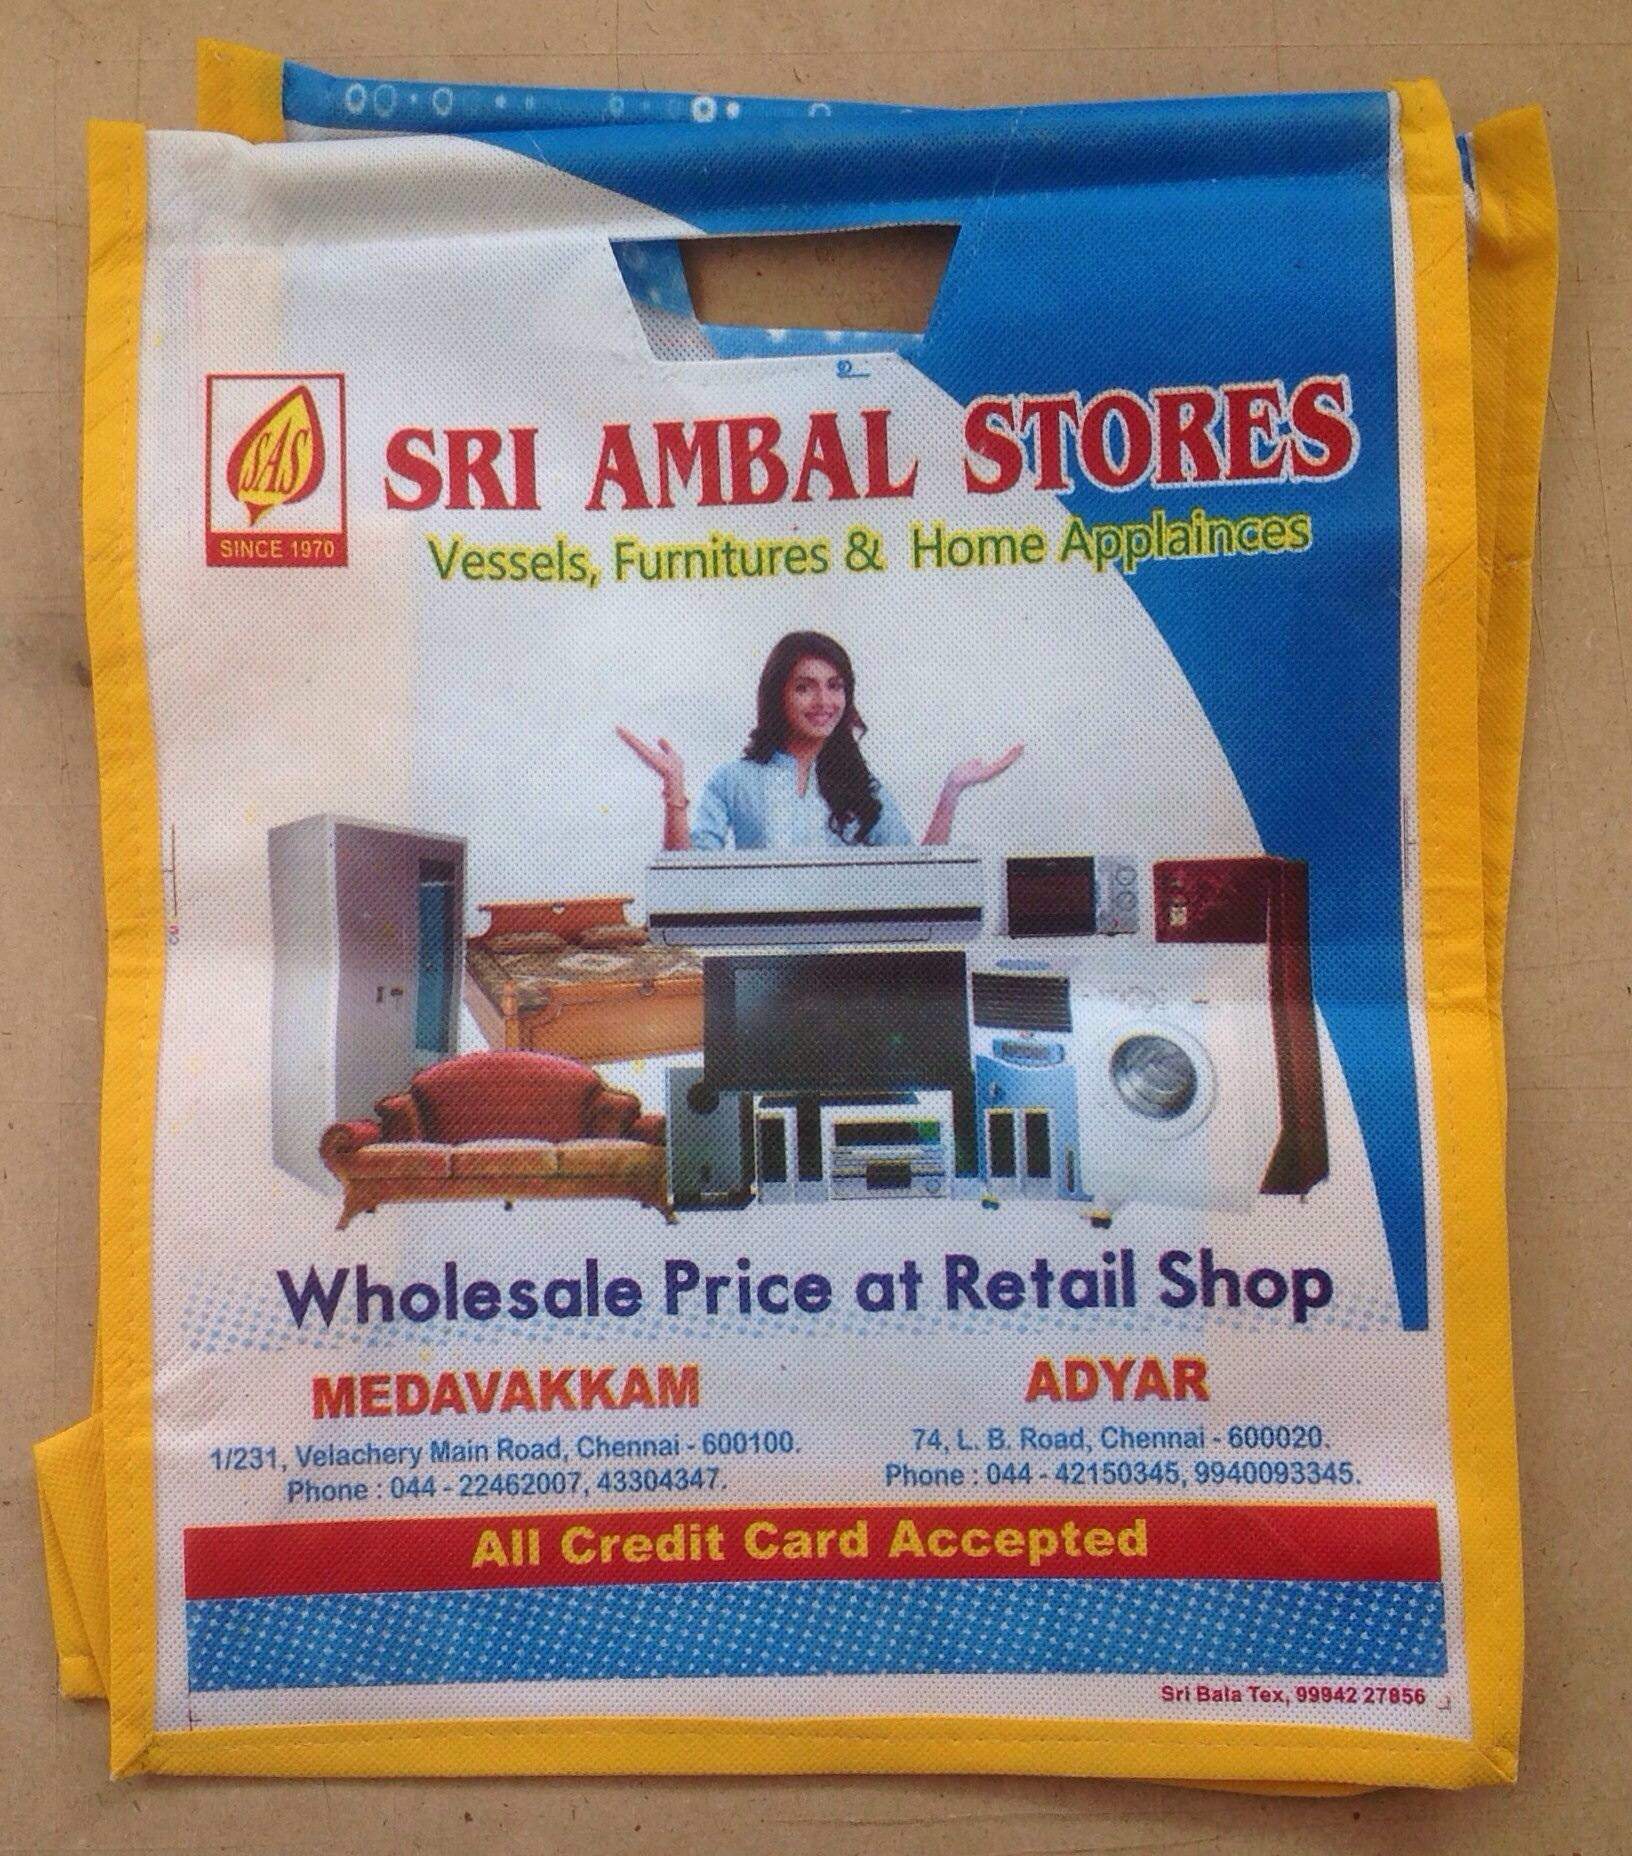 SAS
SINCE 1970
SRI AMBAL STORES
Vessels, Furnitures & Home Applainces
Wholesale Price at Retail Shop
MEDAVAKKAM
1/231, Velachery Main Road, Chennai - 600100.
Phone : 044 - 22462007, 43304347.
ADYAR
74, L. B. Road, Chennai - 600020.
Phone : 044 - 42150345, 9940093345.
All Credit Card Accepted
Sri Bala Tex, 99942 27856